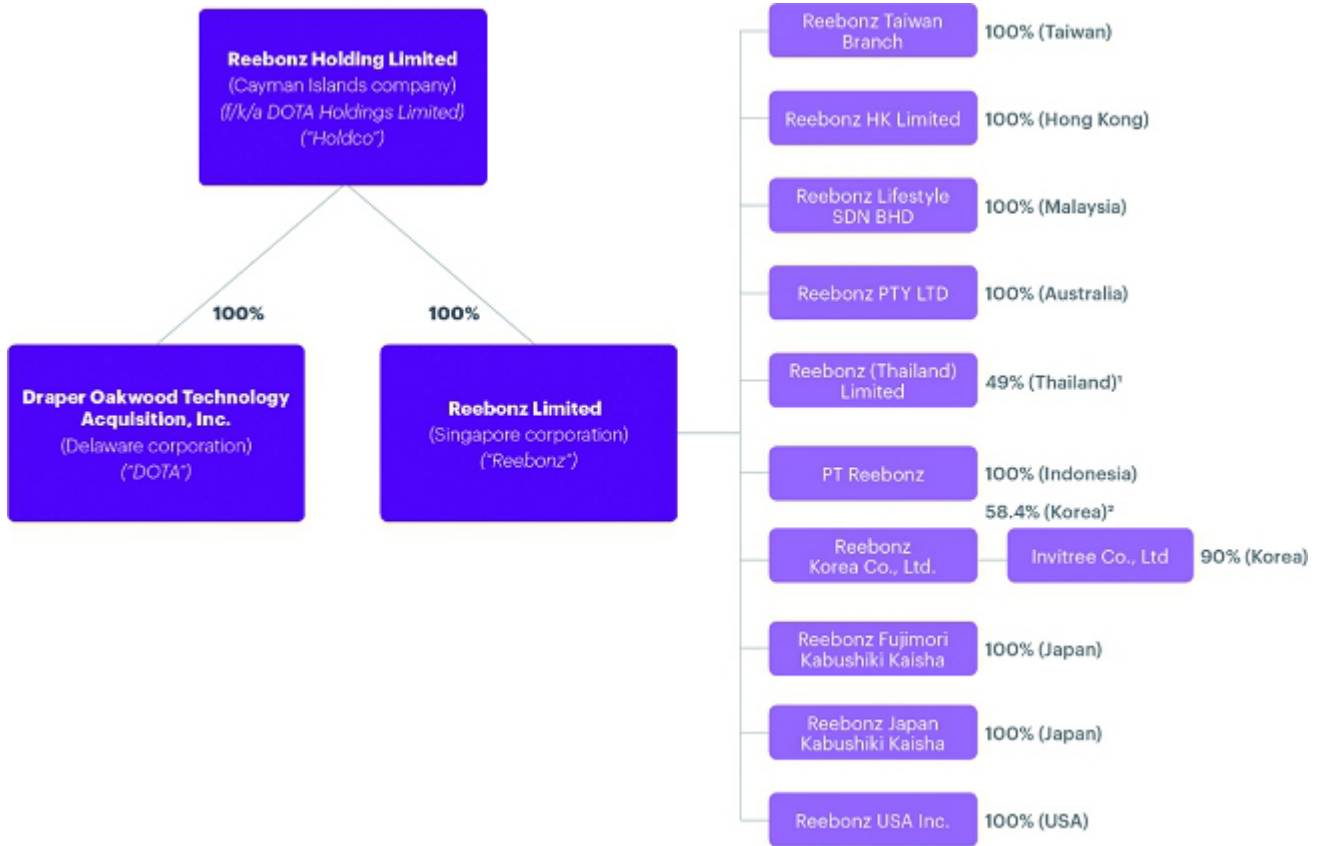 Reebonz Holding Limited
(Cayman Islands company)
(f/k/a DOTA Holdings Limited)
("Holdco")
100%
100%
Draper Oakwood Technology
Acquisition, Inc.
(Delaware corporation)
("DOTA")
Reebonz Limited
(Singapore corporation)
("Reebonz")
Reebonz Taiwan
Branch
100% (Taiwan)
Reebonz HK Limited
100% (Hong Kong)
Reebonz Lifestyle
SDN BHD
100% (Malaysia)
Reebonz PTY LTD
100% (Australia)
Reebonz (Thailand)
Limited
49% (Thailand)¹
PT Reebonz
100% (Indonesia)
58.4% (Korea)²
Reebonz
Korea Co., Ltd.
Invitree Co., Ltd
90% (Korea)
Reebonz Fujimori
Kabushiki Kaisha
100% (Japan)
Reebonz Japan
Kabushiki Kaisha
100% (Japan)
Reebonz USA Inc.
100% (USA)